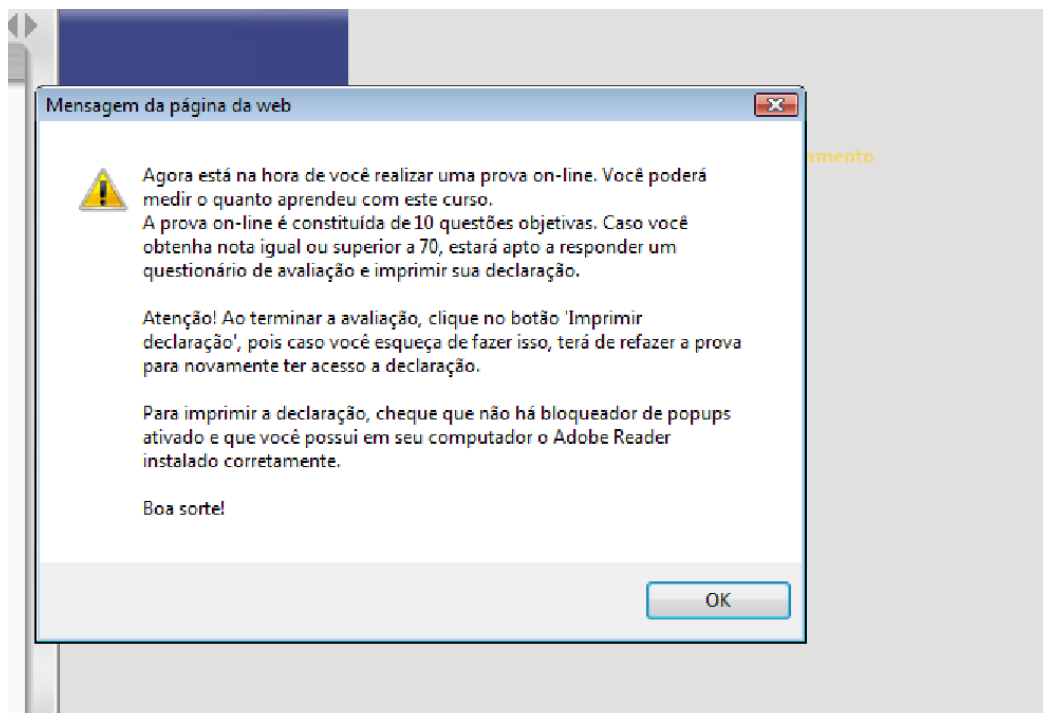 Mensagem da página da web
amento
Agora está na hora de você realizar uma prova on-line. Você poderá
medir o quanto aprendeu com este curso.
A prova on-line é constituída de 10 questões objetivas. Caso você
obtenha nota igual ou superior a 70, estará apto a responder um
questionário de avaliação e imprimir sua declaração.
Atenção! Ao terminar a avaliação, clique no botão 'Imprimir
declaração', pois caso você esqueça de fazer isso, terá de refazer a prova
para novamente ter acesso a declaração.
Para imprimir a declaração, cheque que não há bloqueador de popups
ativado e que você possui em seu computador o Adobe Reader
instalado corretamente.
Boa sorte!
OK